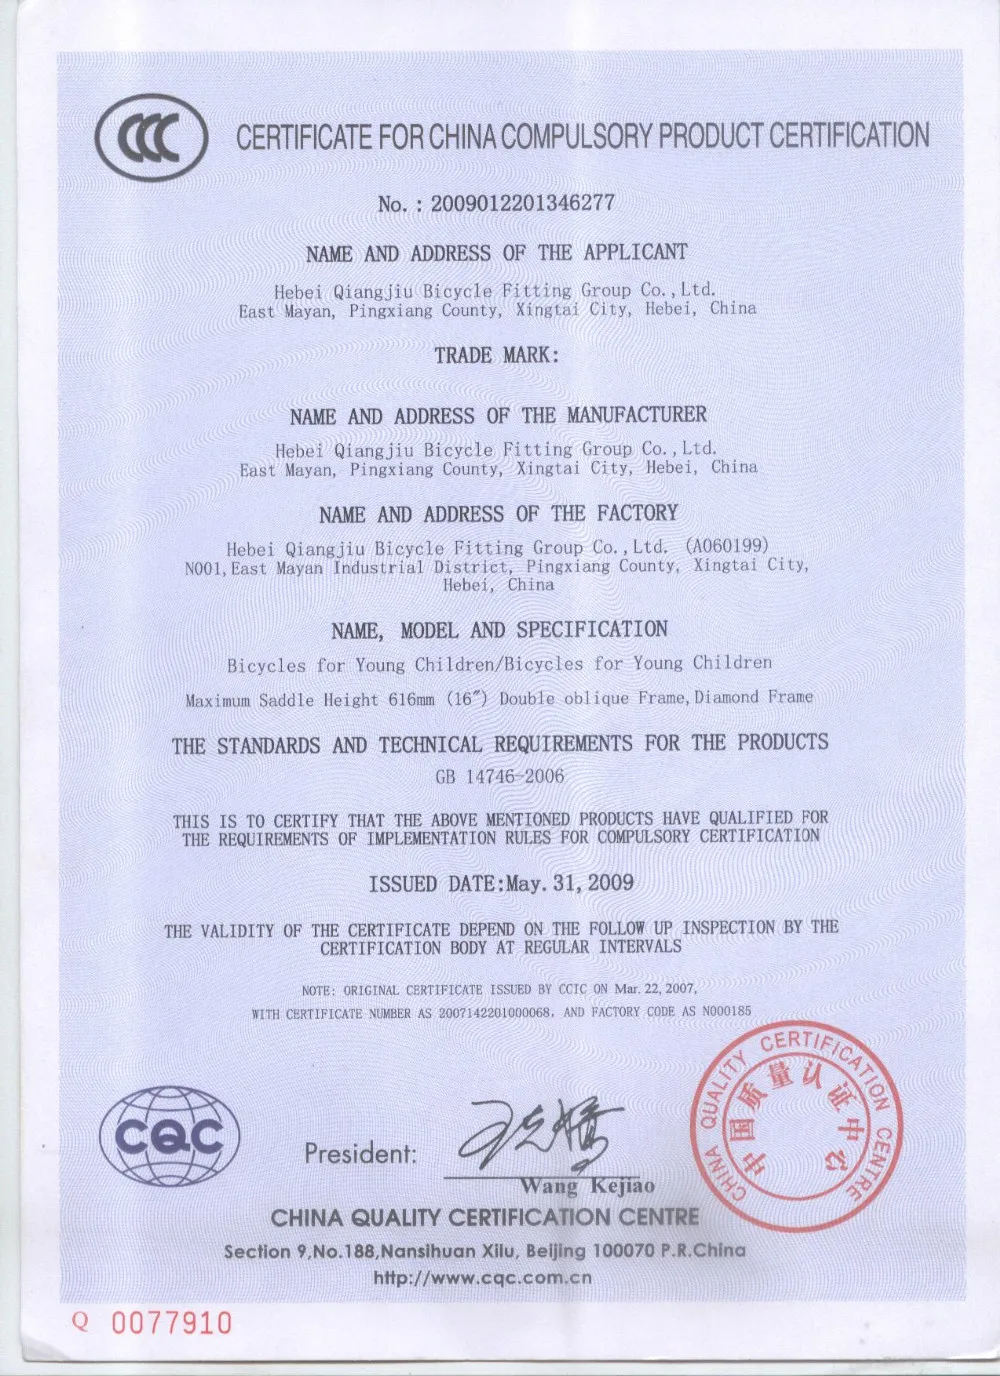 CCC
CERTIFICATE FOR CHINA COMPULSORY PRODUCT CERTIFICATION
No. : 2009012201346277
NAME AND ADDRESS OF THE APPLICANT
Hebei Qiangjiu Bicycle Fitting Group Co.,Ltd.
East Mayan, Pingxiang County, Xingtai City, Hebei, China
TRADE MARK:
NAME AND ADDRESS OF THE MANUFACTURER
Hebei Qiangjiu Bicycle Fitting Group Co.,Ltd.
East Mayan, Pingxiang County, Xingtai City, Hebei, China
NAME AND ADDRESS OF THE FACTORY
Hebei Qiangjiu Bicycle Fitting Group Co.,Ltd. (A060199)
N001,East Mayan Industrial District, Pingxiang County, Xingtai City,
Hebei, China
NAME, MODEL AND SPECIFICATION
Bicycles for Young Children/Bicycles for Young Children
Maximum Saddle Height 616mm (16″) Double oblique Frame,Diamond Frame
THE STANDARDS AND TECHNICAL REQUIREMENTS FOR THE PRODUCTS
GB 14746-2006
THIS IS TO CERTIFY THAT THE ABOVE MENTIONED PRODUCTS HAVE QUALIFIED FOR
THE REQUIREMENTS OF IMPLEMENTATION RULES FOR COMPULSORY CERTIFICATION
ISSUED DATE:May.31,2009
THE VALIDITY OF THE CERTIFICATE DEPEND ON THE FOLLOW UP INSPECTION BY THE
CERTIFICATION BODY AT REGULAR INTERVALS
NOTE: ORIGINAL CERTIFICATE ISSUED BY CCIC ON Mar. 22, 2007,
WITH CERTIFICATE NUMBER AS 2007142201000068, AND FACTORY CODE AS N000185
CHINA QUALITY CERTIFICATION CENTRE
中国质量认证中心
CQC
President:
Wang Kejiao
CHINA QUALITY CERTIFICATION CENTRE
Section 9,No.188,Nansihuan Xilu, Beijing 100070 P.R.China
http://www.cqc.com.cn
Q 0077910